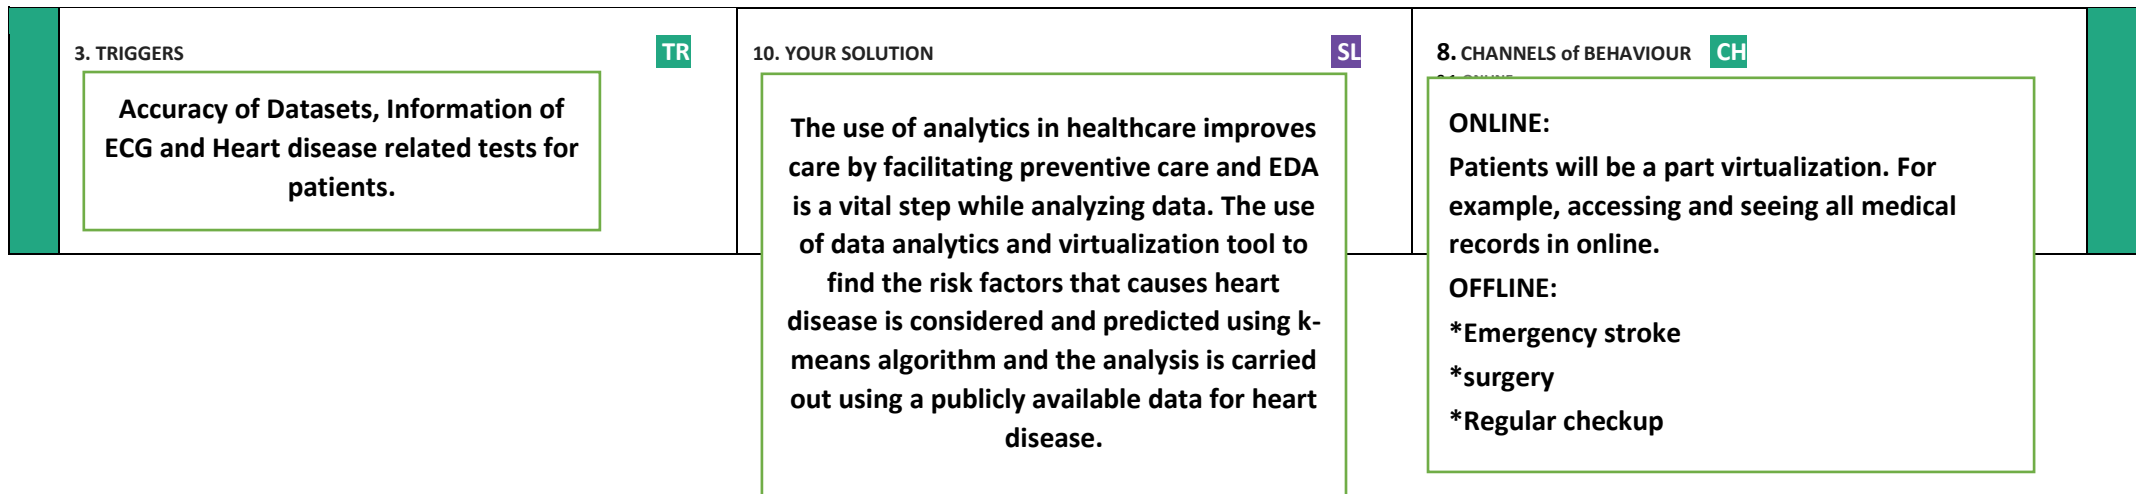 3. TRIGGERS
TR
Accuracy of Datasets, Information of
ECG and Heart disease related tests for
patients.
10. YOUR SOLUTION
SL
The use of analytics in healthcare improves
care by facilitating preventive care and EDA
is a vital step while analyzing data. The use
of data analytics and virtualization tool to
find the risk factors that causes heart
disease is considered and predicted using k-
means algorithm and the analysis is carried
out using a publicly available data for heart
disease.
8. CHANNELS of BEHAVIOUR
CH
ONLINE:
Patients will be a part virtualization. For
example, accessing and seeing all medical
records in online.
OFFLINE:
*Emergency stroke
*surgery
*Regular checkup